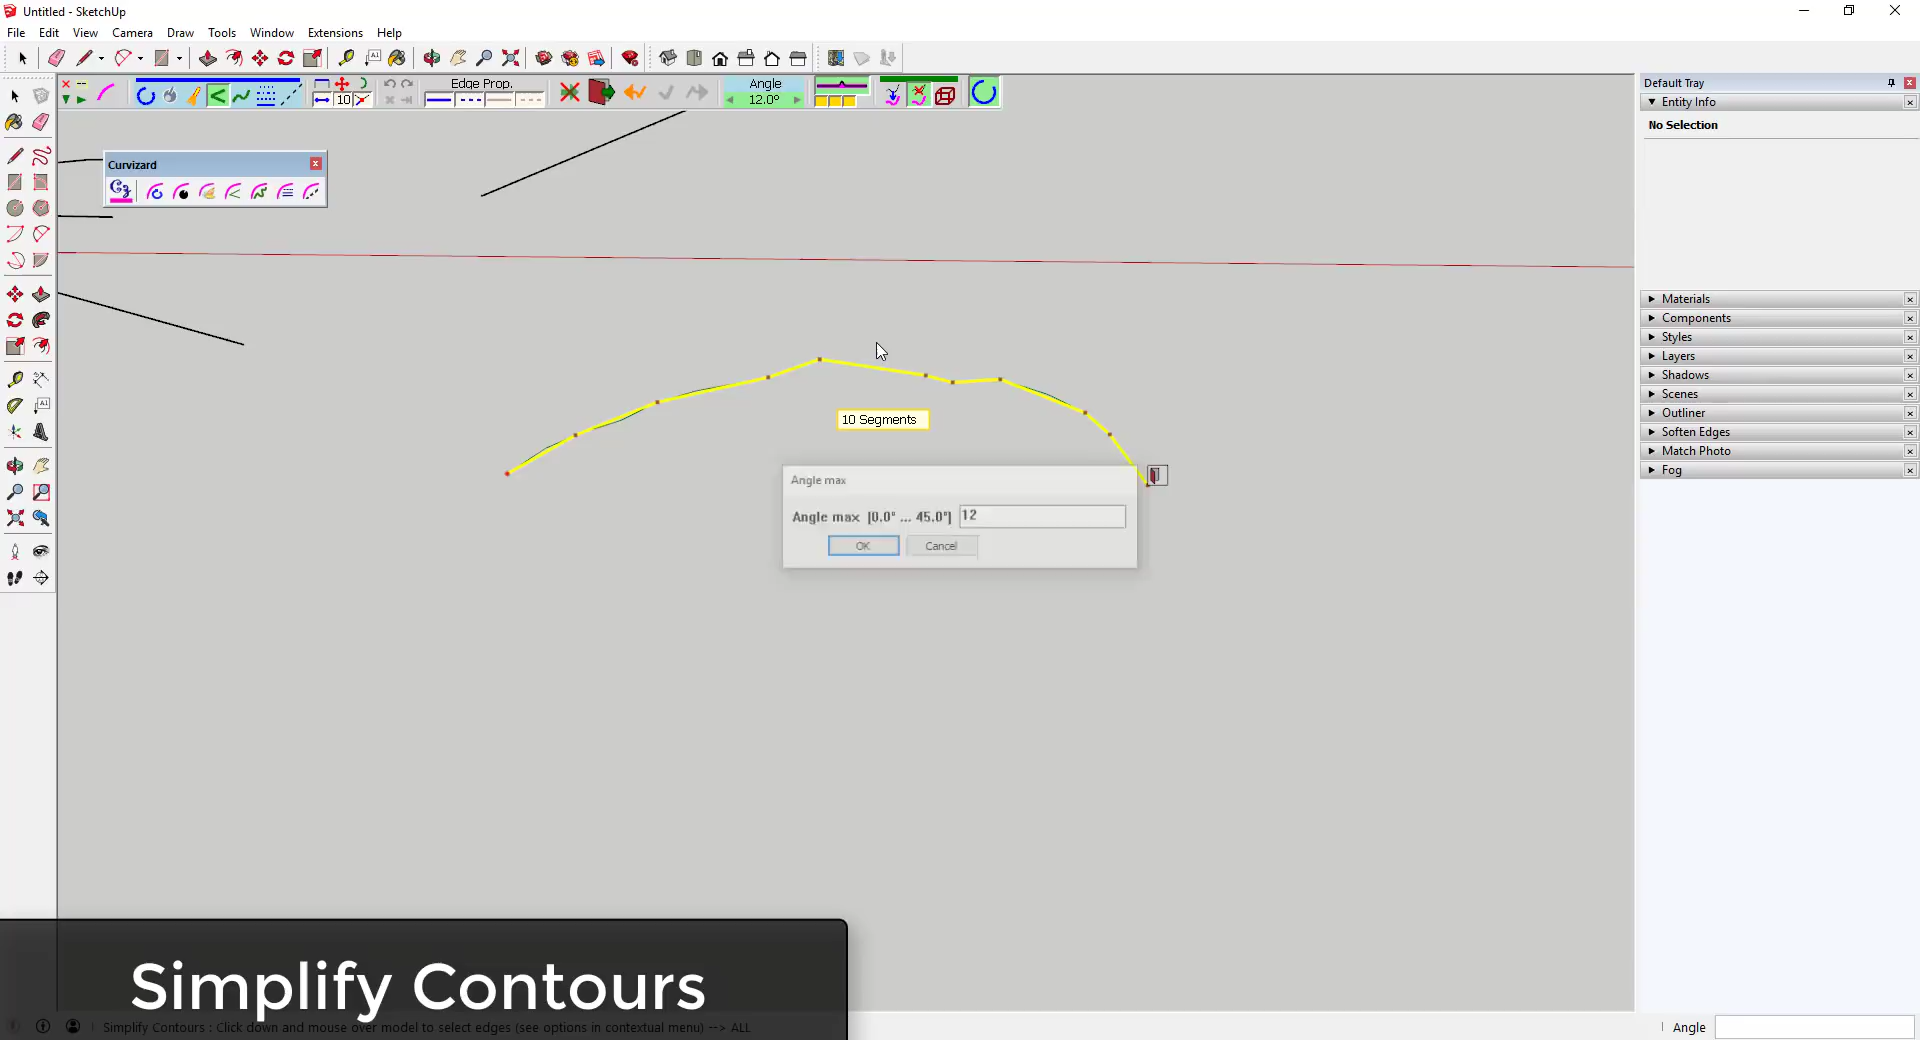 Untitled - SketchUp
File Edit View Camera Draw Tools Window Extensions Help
Edge Prop.
10
Angle
12.0°
Default Tray
Entity Info
No Selection
Curvizard
Materials
Components
Styles
Layers
Shadows
Scenes
Outliner
Soften Edges
Match Photo
Fog
10 Segments
Angle max
Angle max [0.0° ... 45.0°] 12
OK Cancel
Simplify Contours
Simplify Contours : Click down and mouse over model to select edges (see options in contextual menu) --> ALL
Angle